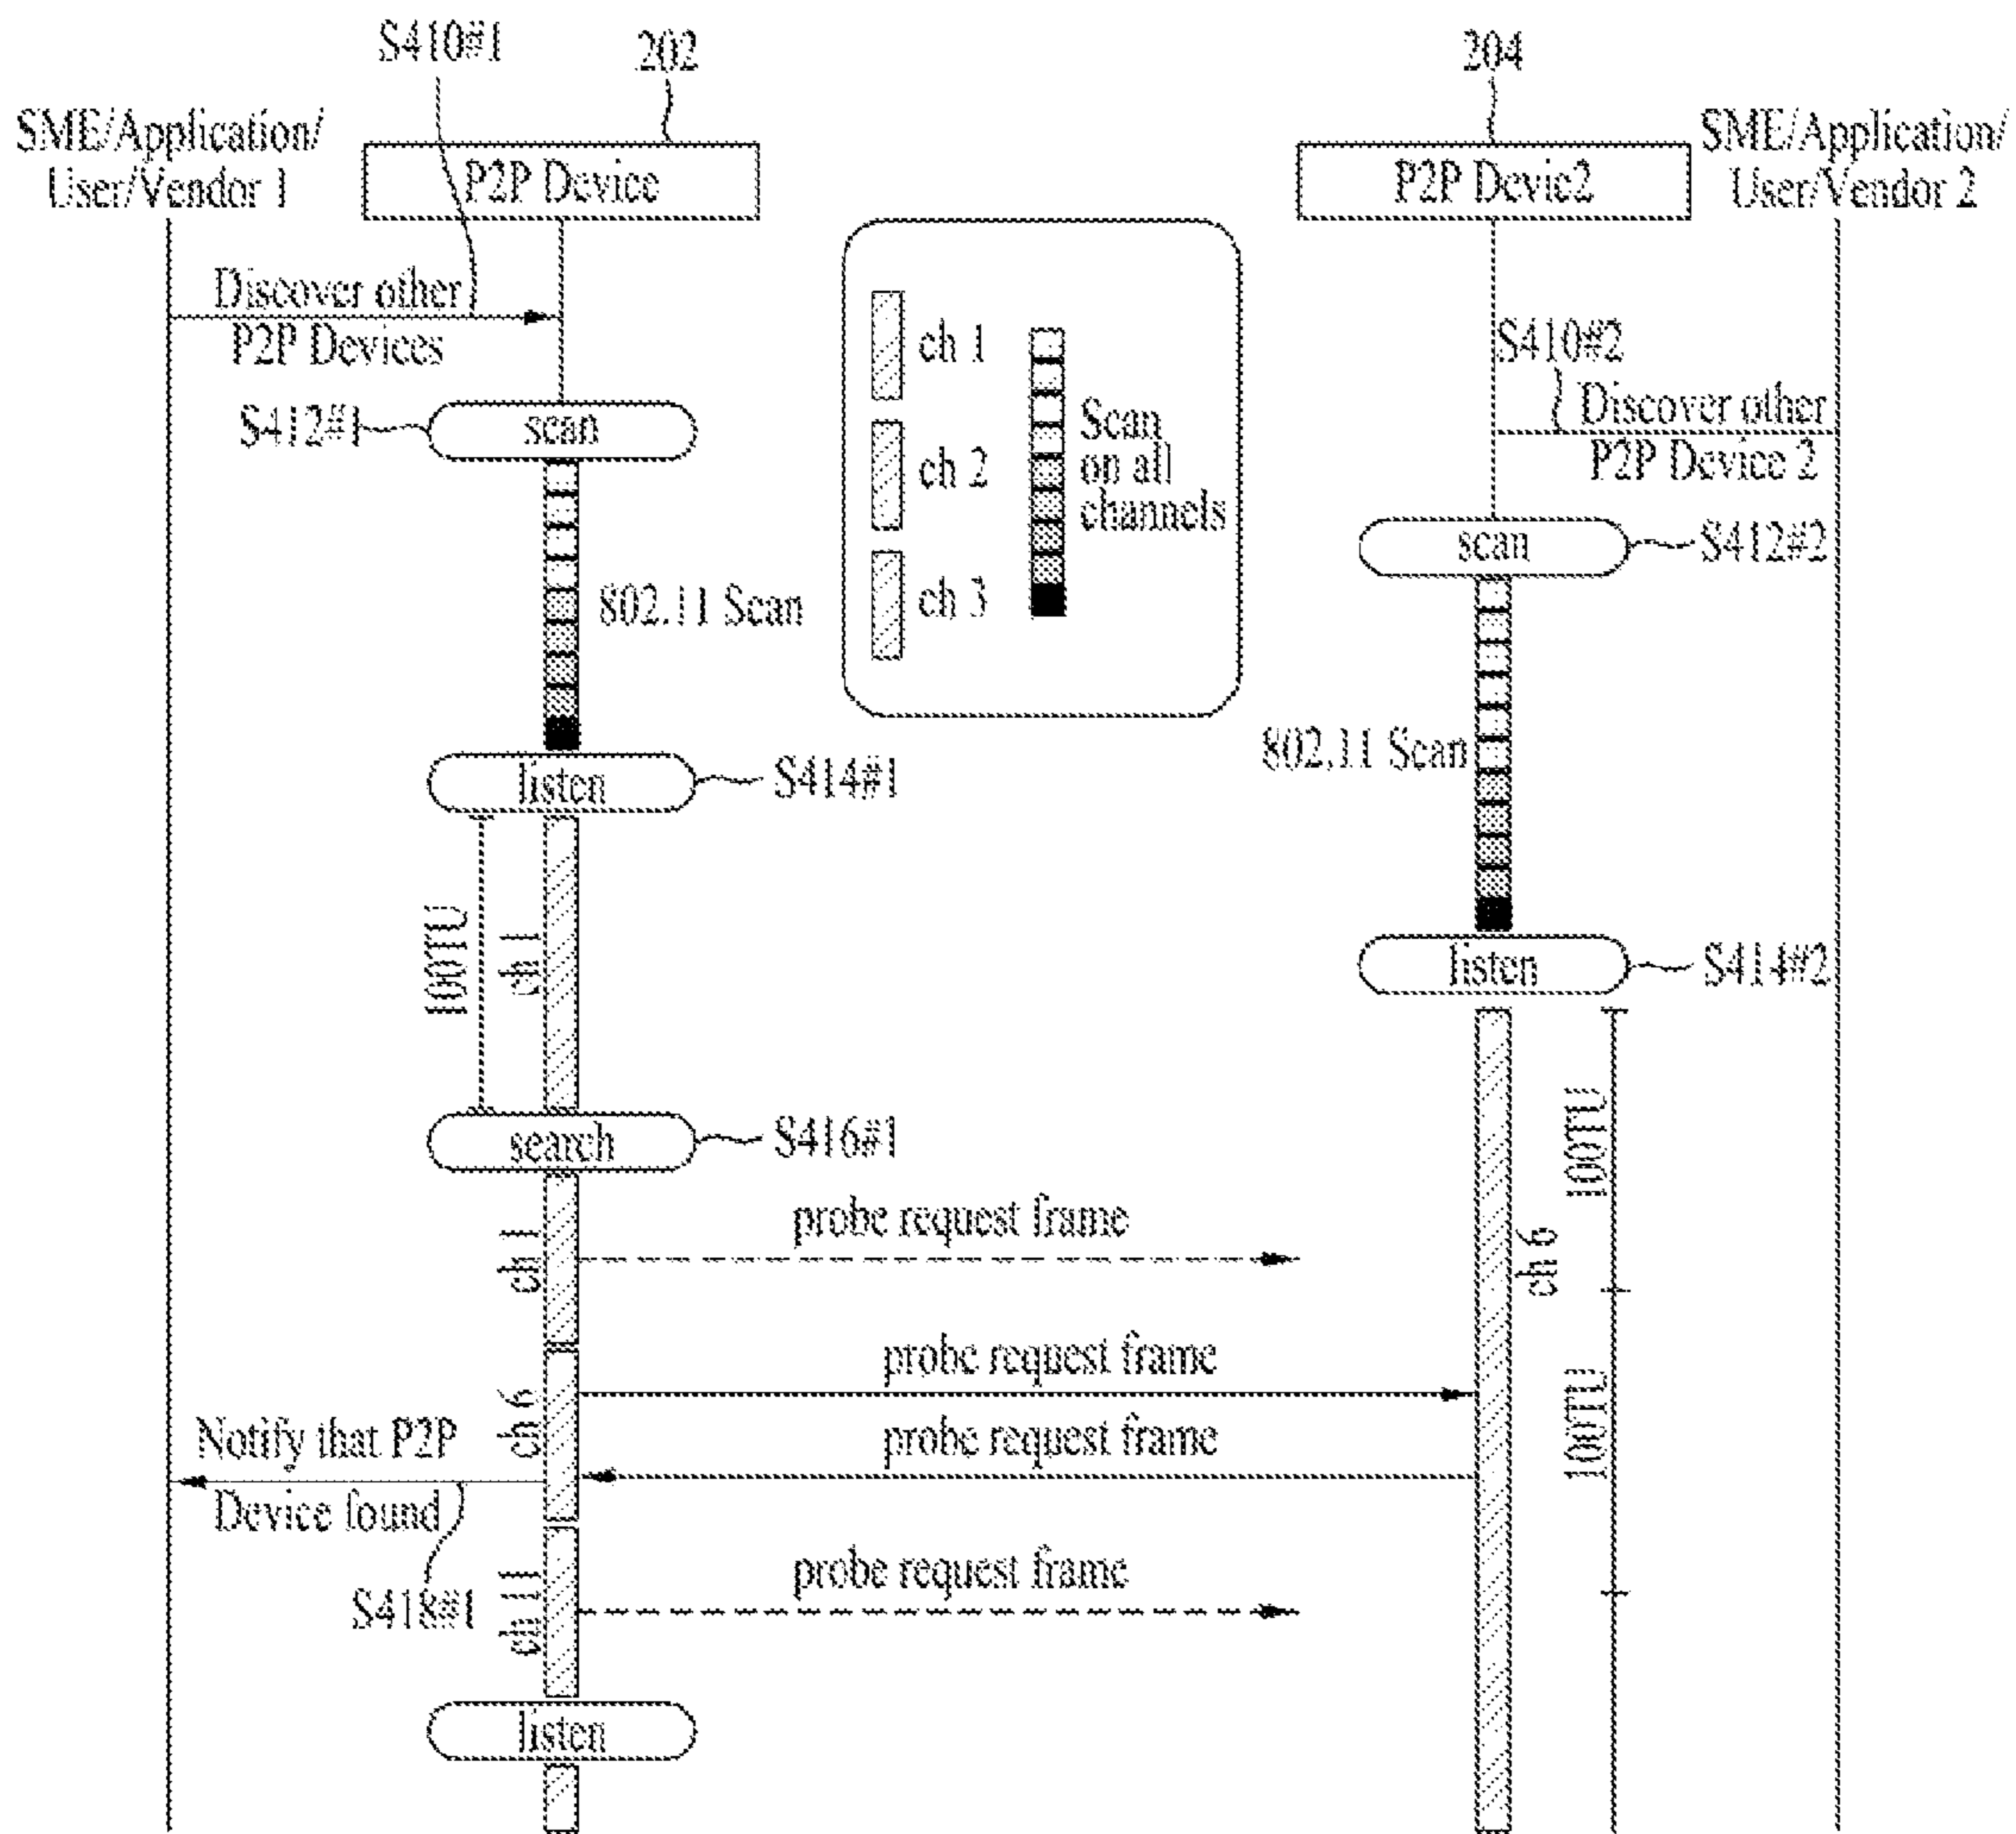 S410#1
202
204
SME/Application/
User/Vendor 1
P2P Device
P2P Devie2
SME/Application/
User/Vendor 2
Discover other
P2P Devices
ch 1
ch 2
ch 3
Scan
on all
channels
S410#2
Discover other
P2P Device 2
S412#1
scan
scan
S412#2
802.11 Scan
802.11 Scan
listen
S414#1
listen
S414#2
100TU
ch 1
search
S416#1
100TU
ch 1
probe request frame
ch 6
probe request frame
ch 6
probe request frame
100TU
Notify that P2P
Device found
S418#1
ch 11
probe request frame
listen